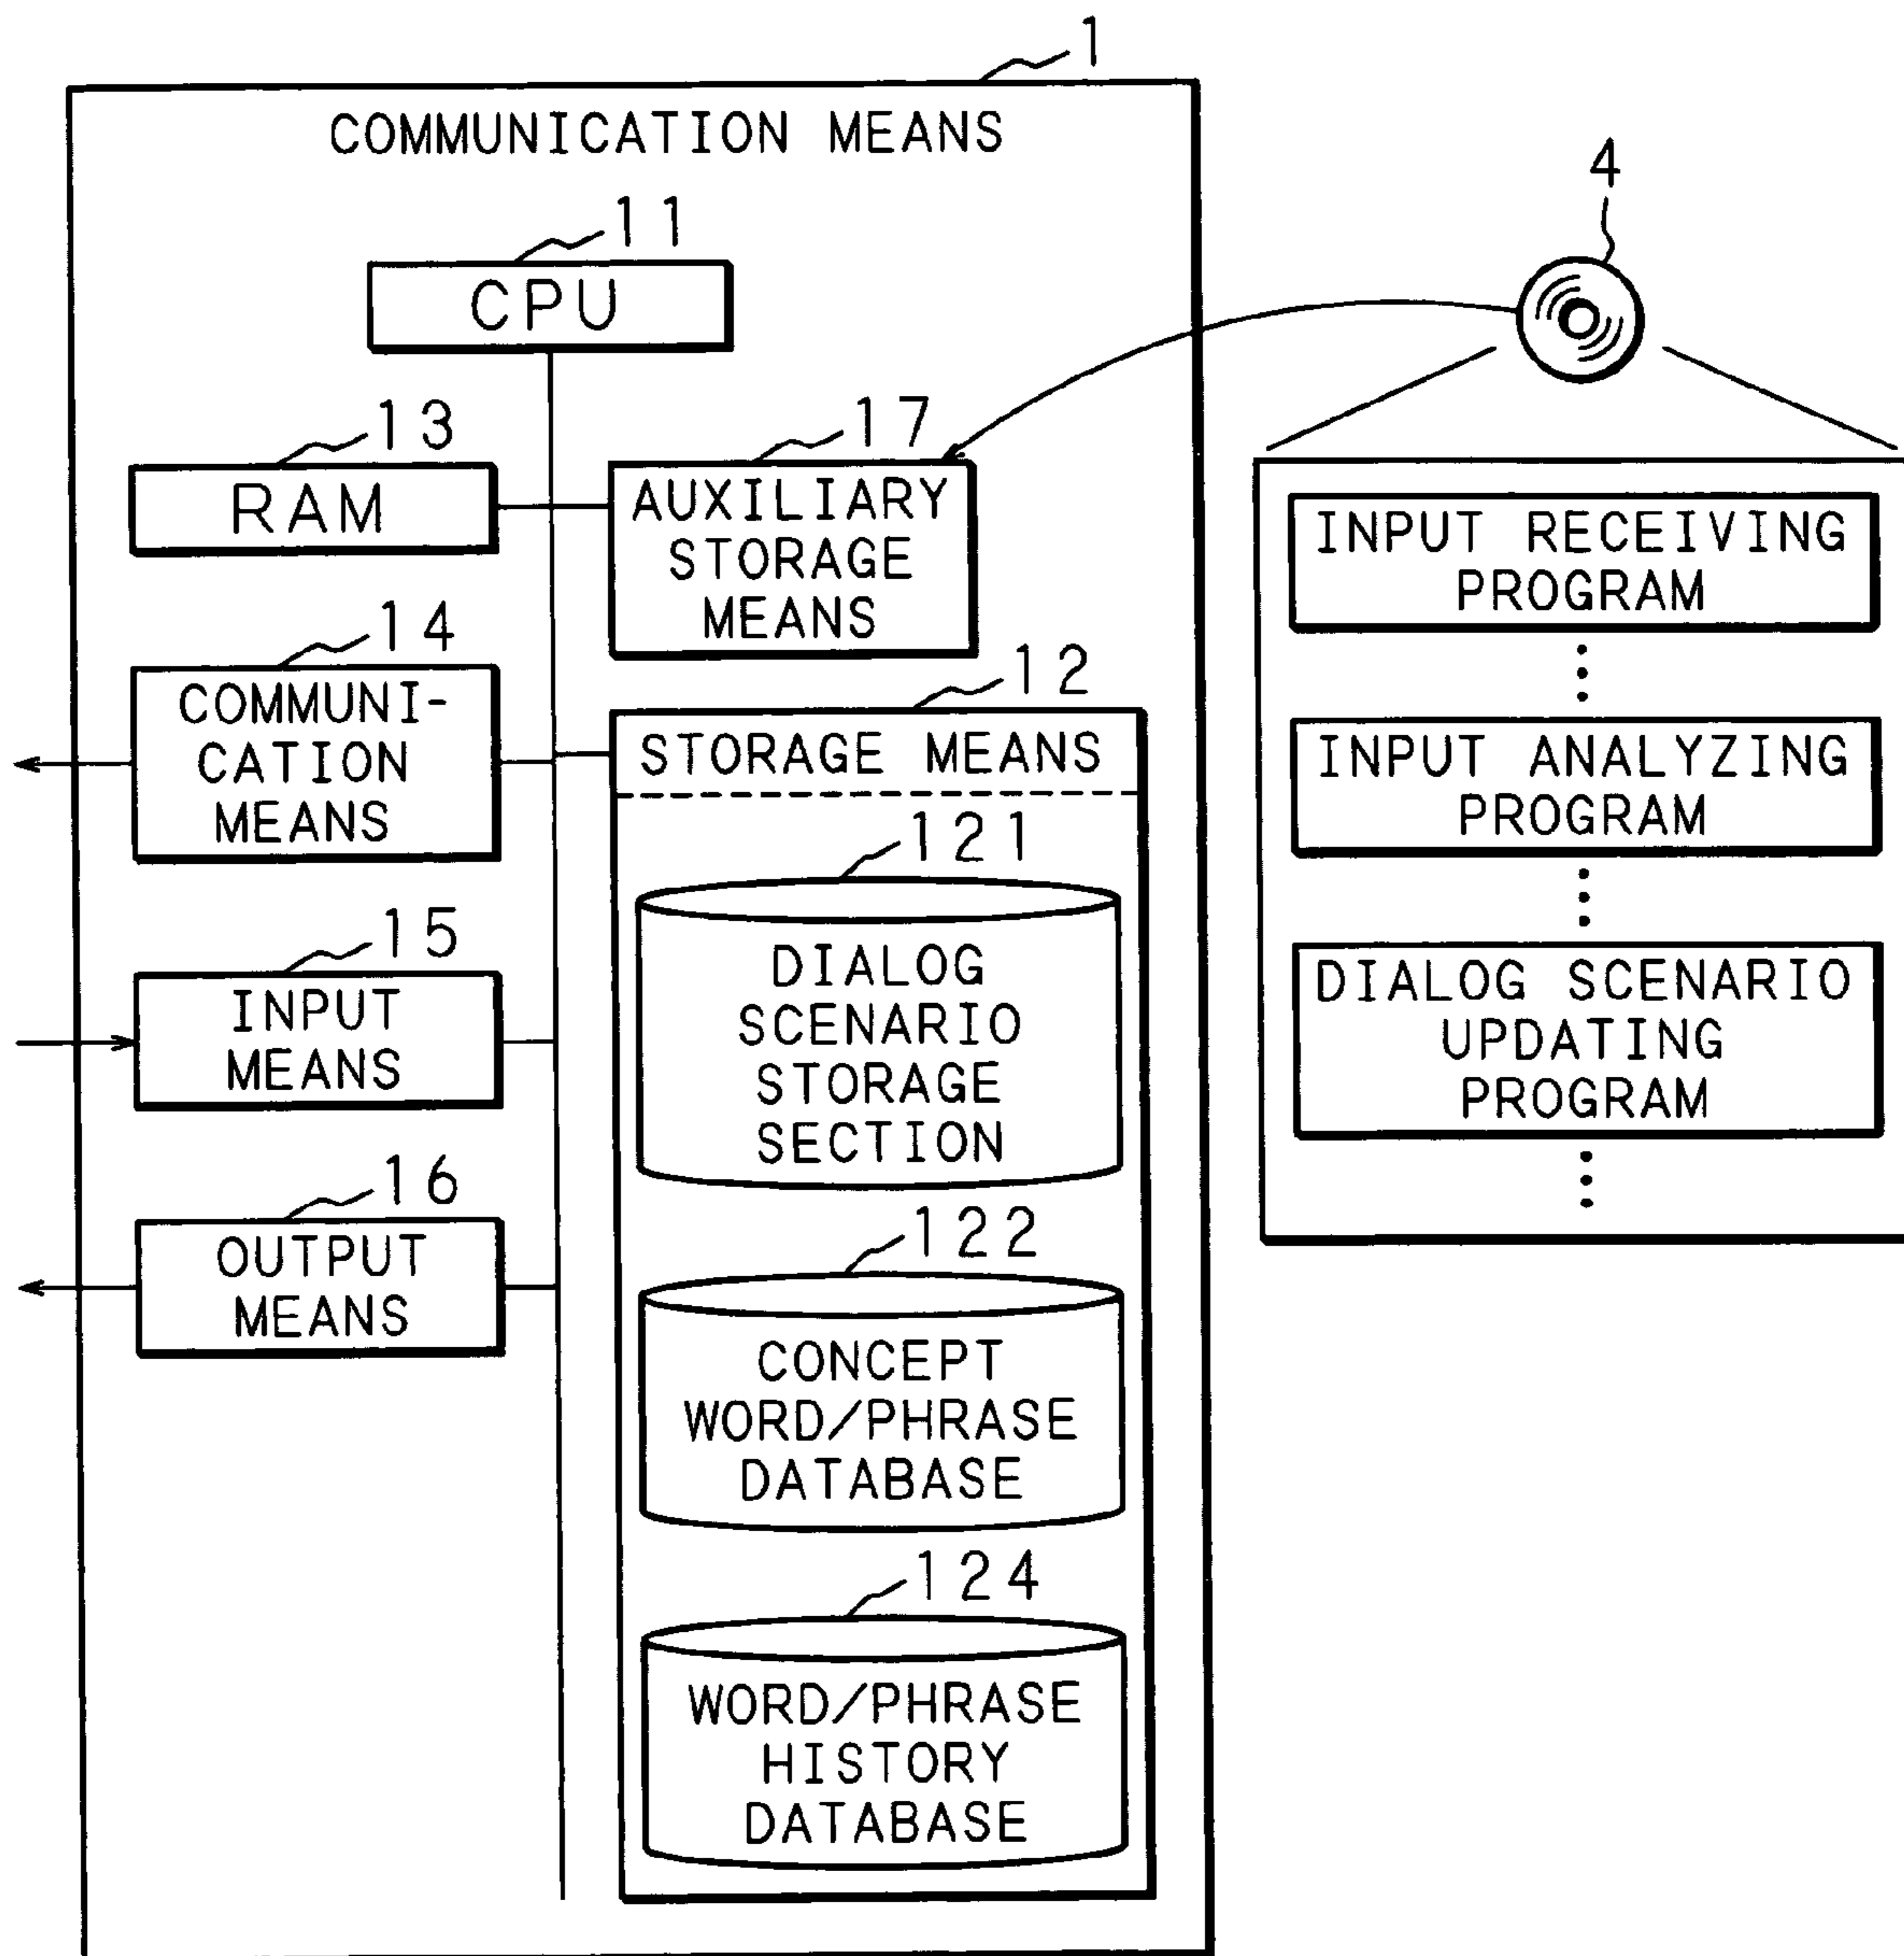 1
COMMUNICATION MEANS
11
CPU
13
RAM
17
AUXILIARY
STORAGE
MEANS
14
COMMUNI-
CATION
MEANS
12
STORAGE MEANS
121
DIALOG
SCENARIO
STORAGE
SECTION
15
INPUT
MEANS
16
OUTPUT
MEANS
122
CONCEPT
WORD/PHRASE
DATABASE
124
WORD/PHRASE
HISTORY
DATABASE
4
INPUT RECEIVING
PROGRAM
INPUT ANALYZING
PROGRAM
DIALOG SCENARIO
UPDATING
PROGRAM